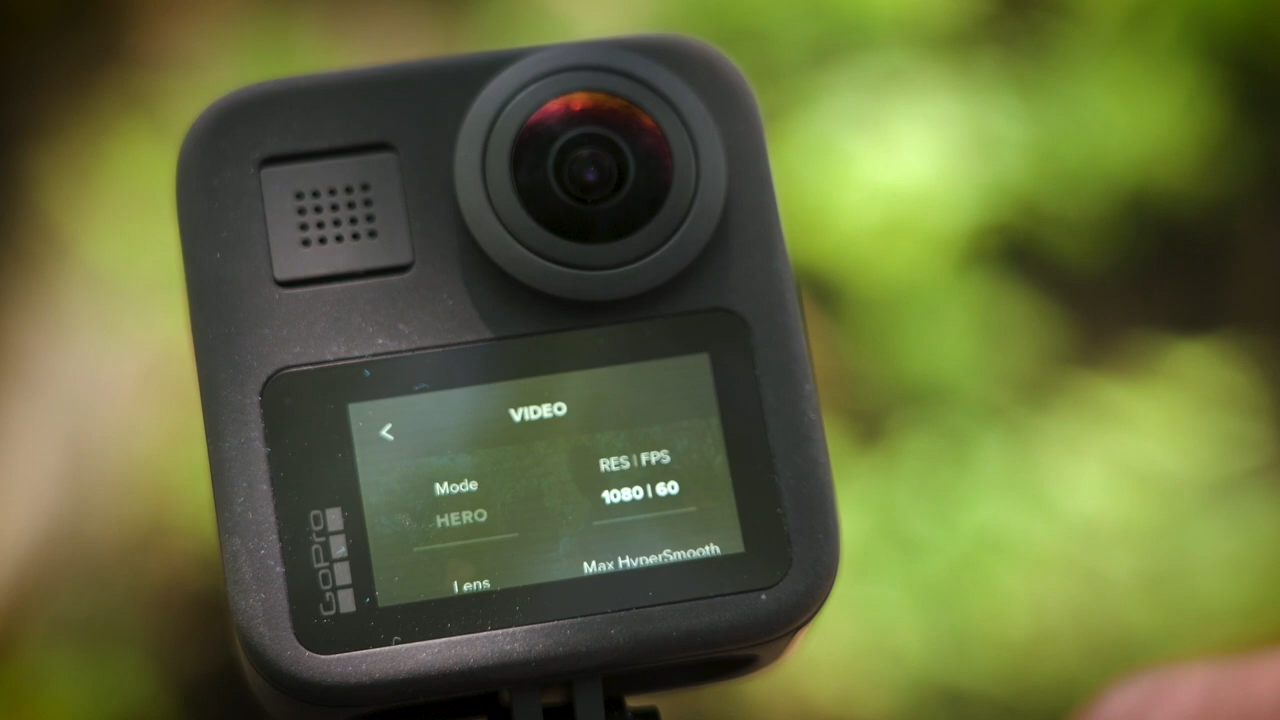 <
VIDEO
Mode
HERO
RES | FPS
1080 | 60
Lens
Max HyperSmooth
GoPro